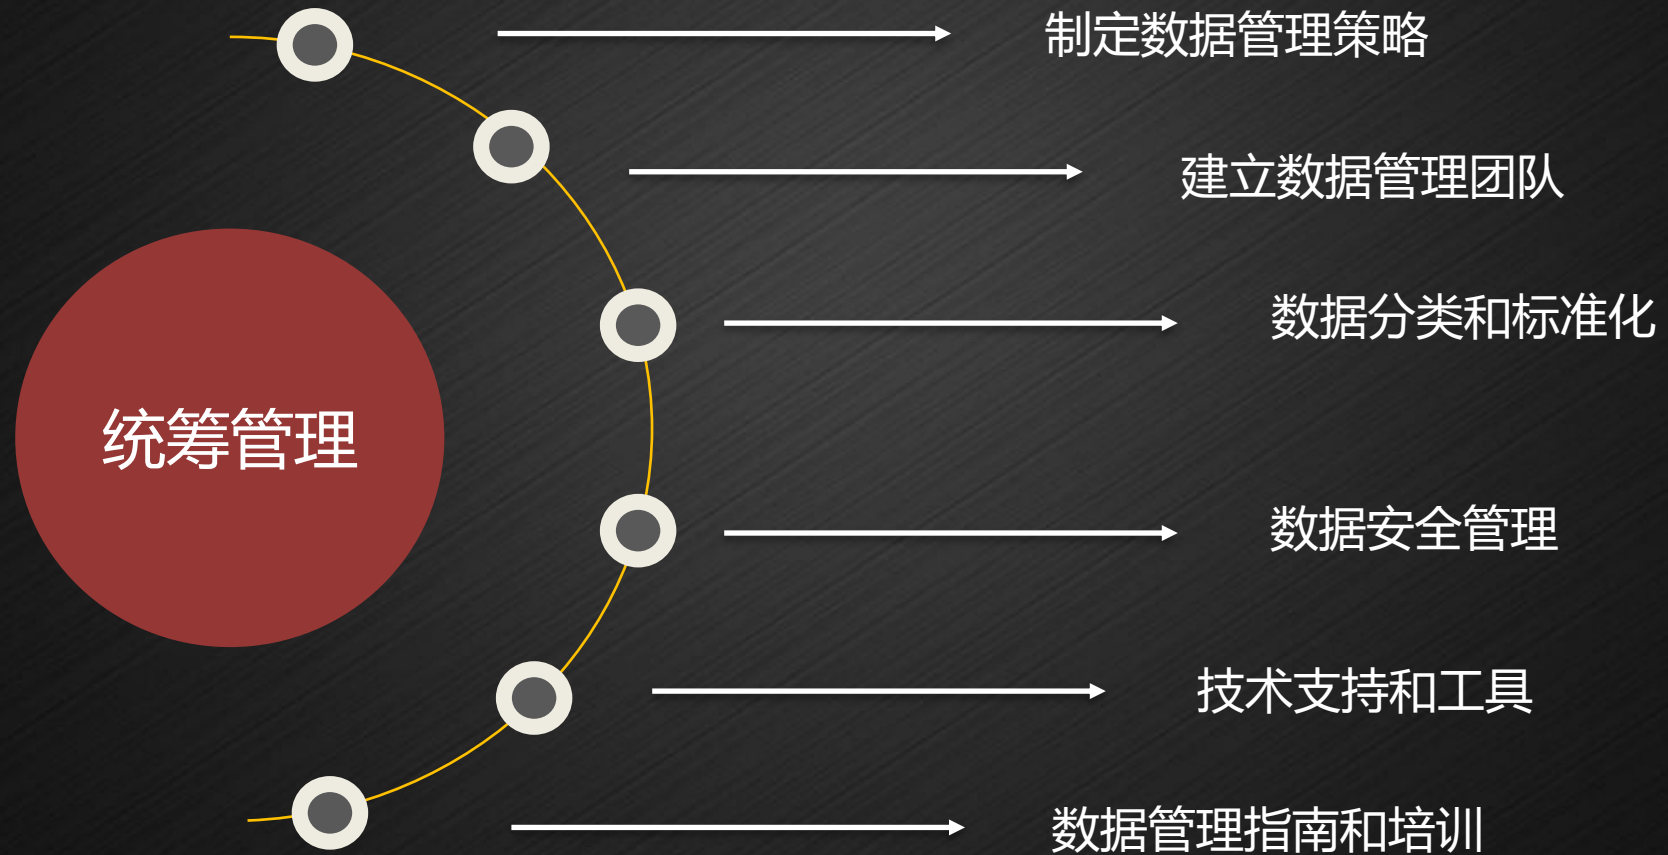 制定数据管理策略
建立数据管理团队
数据分类和标准化
统筹管理
数据安全管理
技术支持和工具
数据管理指南和培训